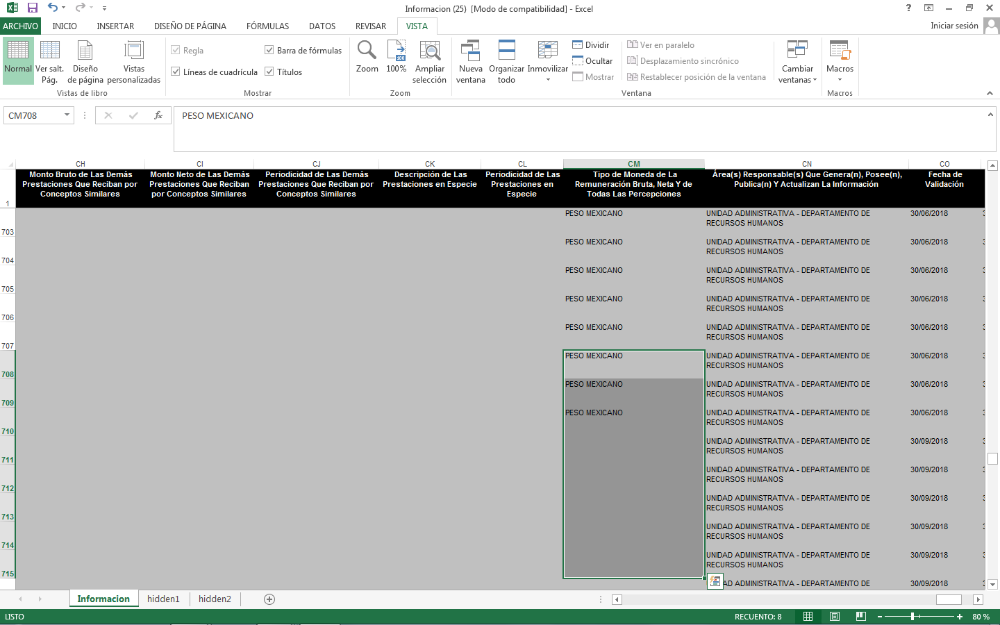 Informacion (25)  [Modo de compatibilidad] - Excel
?
ARCHIVO INICIO INSERTAR DISEÑO DE PÁGINA FÓRMULAS DATOS REVISAR VISTA Iniciar sesión
Normal
Ver salt. Pág.
Diseño de página
Vistas personalizadas
Vistas de libro
Regla
Barra de fórmulas
Líneas de cuadrícula
Títulos
Mostrar
Zoom
100%
Ampliar selección
Zoom
Nueva ventana
Organizar todo
Inmovilizar
Dividir
Ocultar
Mostrar
Ver en paralelo
Desplazamiento sincrónico
Restablecer posición de la ventana
Cambiar ventanas
Ventana
Macros
Macros
CM708
fx
PESO MEXICANO
CH CI CJ CK CL CM CN CO
1
Monto Bruto de Las Demás Prestaciones Que Reciban por Conceptos Similares
Monto Neto de Las Demás Prestaciones Que Reciban por Conceptos Similares
Periodicidad de Las Demás Prestaciones Que Reciban por Conceptos Similares
Descripción de Las Prestaciones en Especie
Periodicidad de Las Prestaciones en Especie
Tipo de Moneda de La Remuneración Bruta, Neta Y de Todas Las Percepciones
Área(s) Responsable(s) Que Genera(n), Posee(n), Publica(n) Y Actualizan La Información
Fecha de Validación
703 PESO MEXICANO UNIDAD ADMINISTRATIVA - DEPARTAMENTO DE RECURSOS HUMANOS 30/06/2018
704 PESO MEXICANO UNIDAD ADMINISTRATIVA - DEPARTAMENTO DE RECURSOS HUMANOS 30/06/2018
705 PESO MEXICANO UNIDAD ADMINISTRATIVA - DEPARTAMENTO DE RECURSOS HUMANOS 30/06/2018
706 PESO MEXICANO UNIDAD ADMINISTRATIVA - DEPARTAMENTO DE RECURSOS HUMANOS 30/06/2018
707 PESO MEXICANO UNIDAD ADMINISTRATIVA - DEPARTAMENTO DE RECURSOS HUMANOS 30/06/2018
708 PESO MEXICANO UNIDAD ADMINISTRATIVA - DEPARTAMENTO DE RECURSOS HUMANOS 30/06/2018
709 PESO MEXICANO UNIDAD ADMINISTRATIVA - DEPARTAMENTO DE RECURSOS HUMANOS 30/06/2018
710 PESO MEXICANO UNIDAD ADMINISTRATIVA - DEPARTAMENTO DE RECURSOS HUMANOS 30/06/2018
711 UNIDAD ADMINISTRATIVA - DEPARTAMENTO DE RECURSOS HUMANOS 30/09/2018
712 UNIDAD ADMINISTRATIVA - DEPARTAMENTO DE RECURSOS HUMANOS 30/09/2018
713 UNIDAD ADMINISTRATIVA - DEPARTAMENTO DE RECURSOS HUMANOS 30/09/2018
714 UNIDAD ADMINISTRATIVA - DEPARTAMENTO DE RECURSOS HUMANOS 30/09/2018
715 UNIDAD ADMINISTRATIVA - DEPARTAMENTO DE RECURSOS HUMANOS 30/09/2018
AD ADMINISTRATIVA - DEPARTAMENTO DE 30/09/2018
Informacion hidden1 hidden2
LISTO RECUENTO: 8 80 %